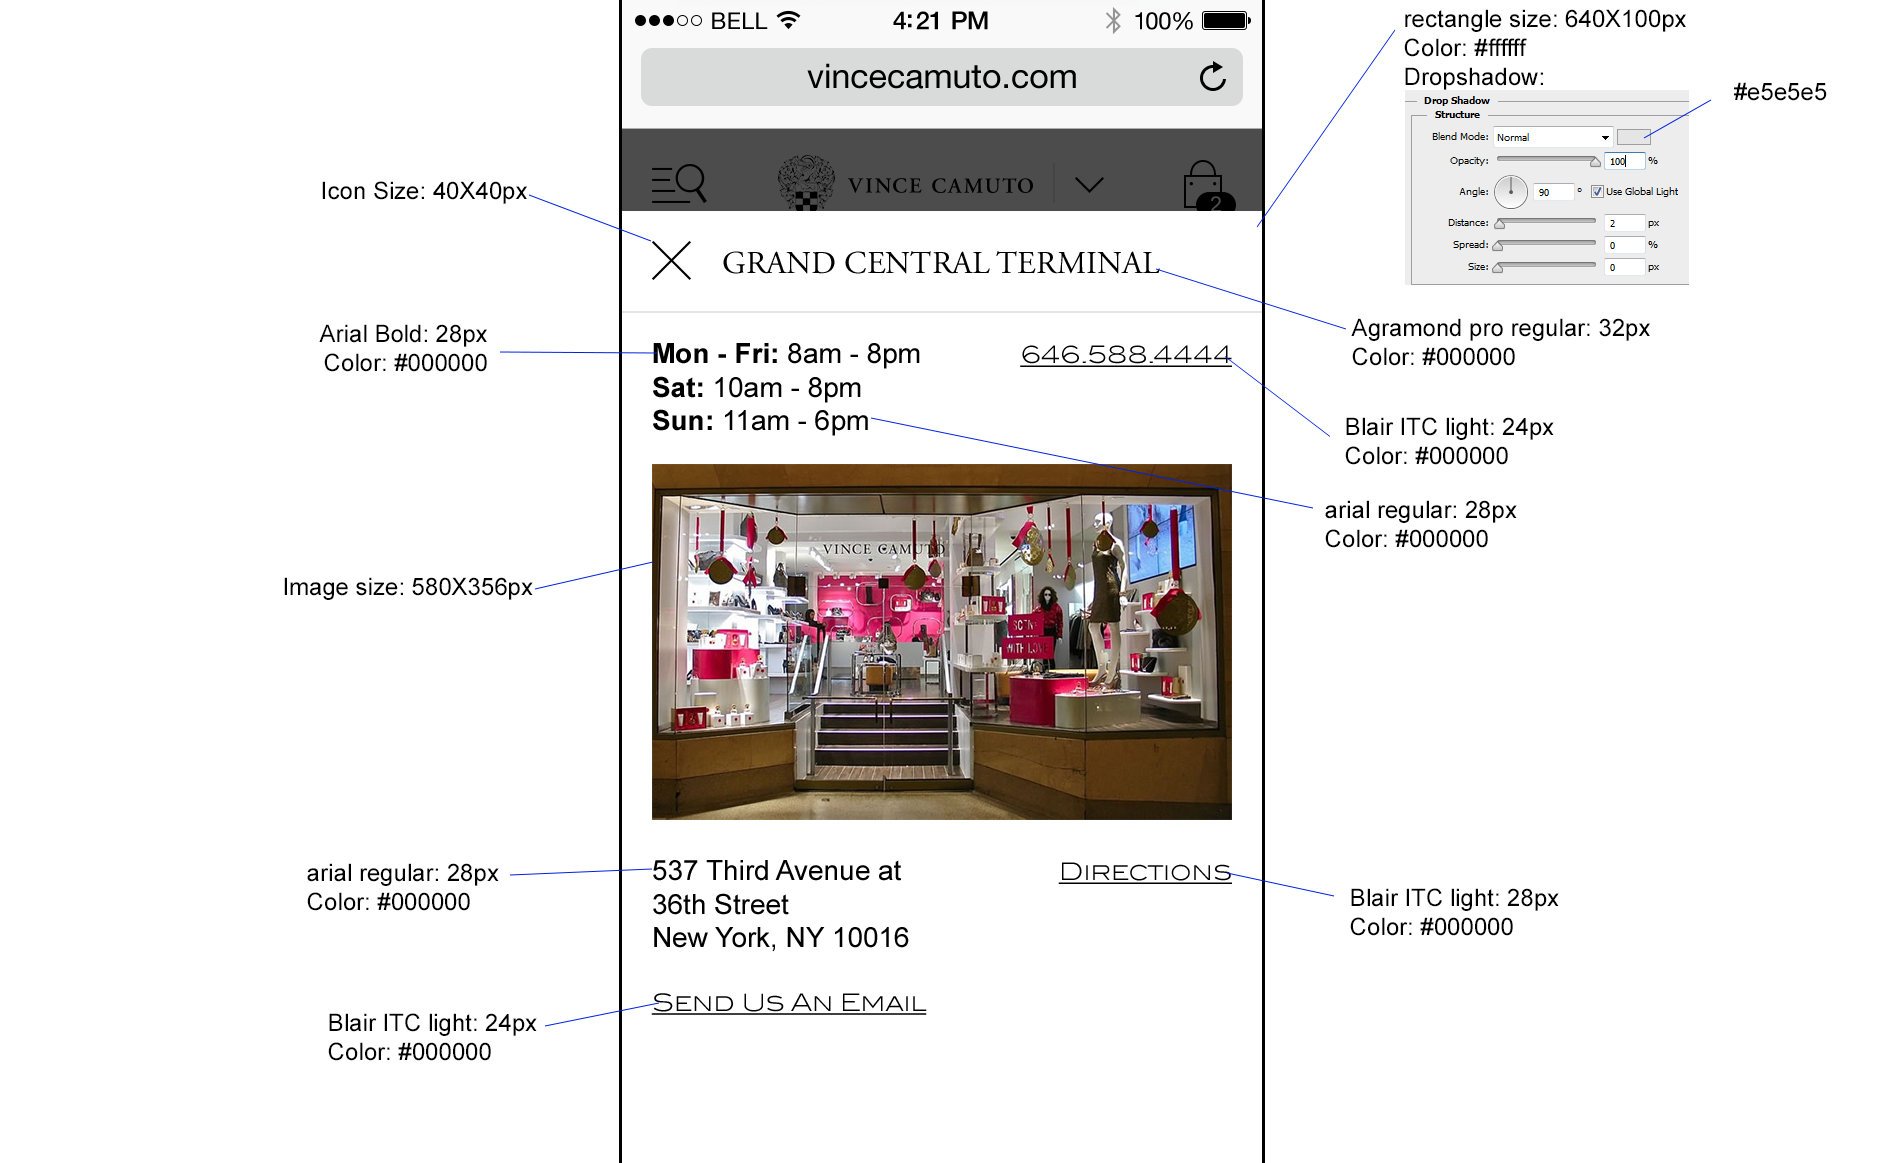 BELL
4:21 PM
100%
vincecamuto.com
VINCE CAMUTO
2
Icon Size: 40X40px
GRAND CENTRAL TERMINAL
rectangle size: 640X100px
Color: #ffffff
Dropshadow:
#e5e5e5
Drop Shadow
Structure
Blend Mode: Normal
Opacity: 100 %
Angle: 90 ° Use Global Light
Distance: 2 px
Spread: 0 %
Size: 0 px
Agramond pro regular: 32px
Color: #000000
Arial Bold: 28px
Color: #000000
Mon - Fri: 8am - 8pm
Sat: 10am - 8pm
Sun: 11am - 6pm
646.588.4444
Blair ITC light: 24px
Color: #000000
arial regular: 28px
Color: #000000
Image size: 580X356px
VINCE CAMUTO
WITH LOVE
arial regular: 28px
Color: #000000
537 Third Avenue at
36th Street
New York, NY 10016
DIRECTIONS
Blair ITC light: 28px
Color: #000000
SEND US AN EMAIL
Blair ITC light: 24px
Color: #000000